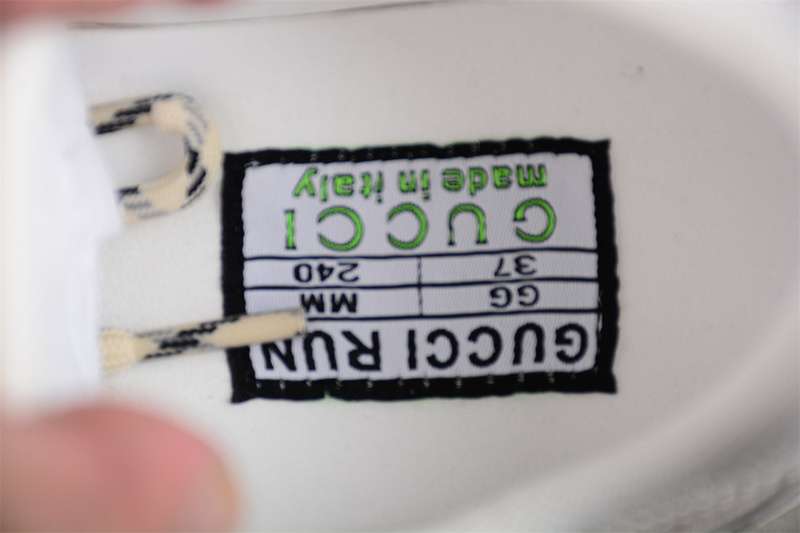 GUCCI RUN
GG MM
37 240
GUCCI
made in italy